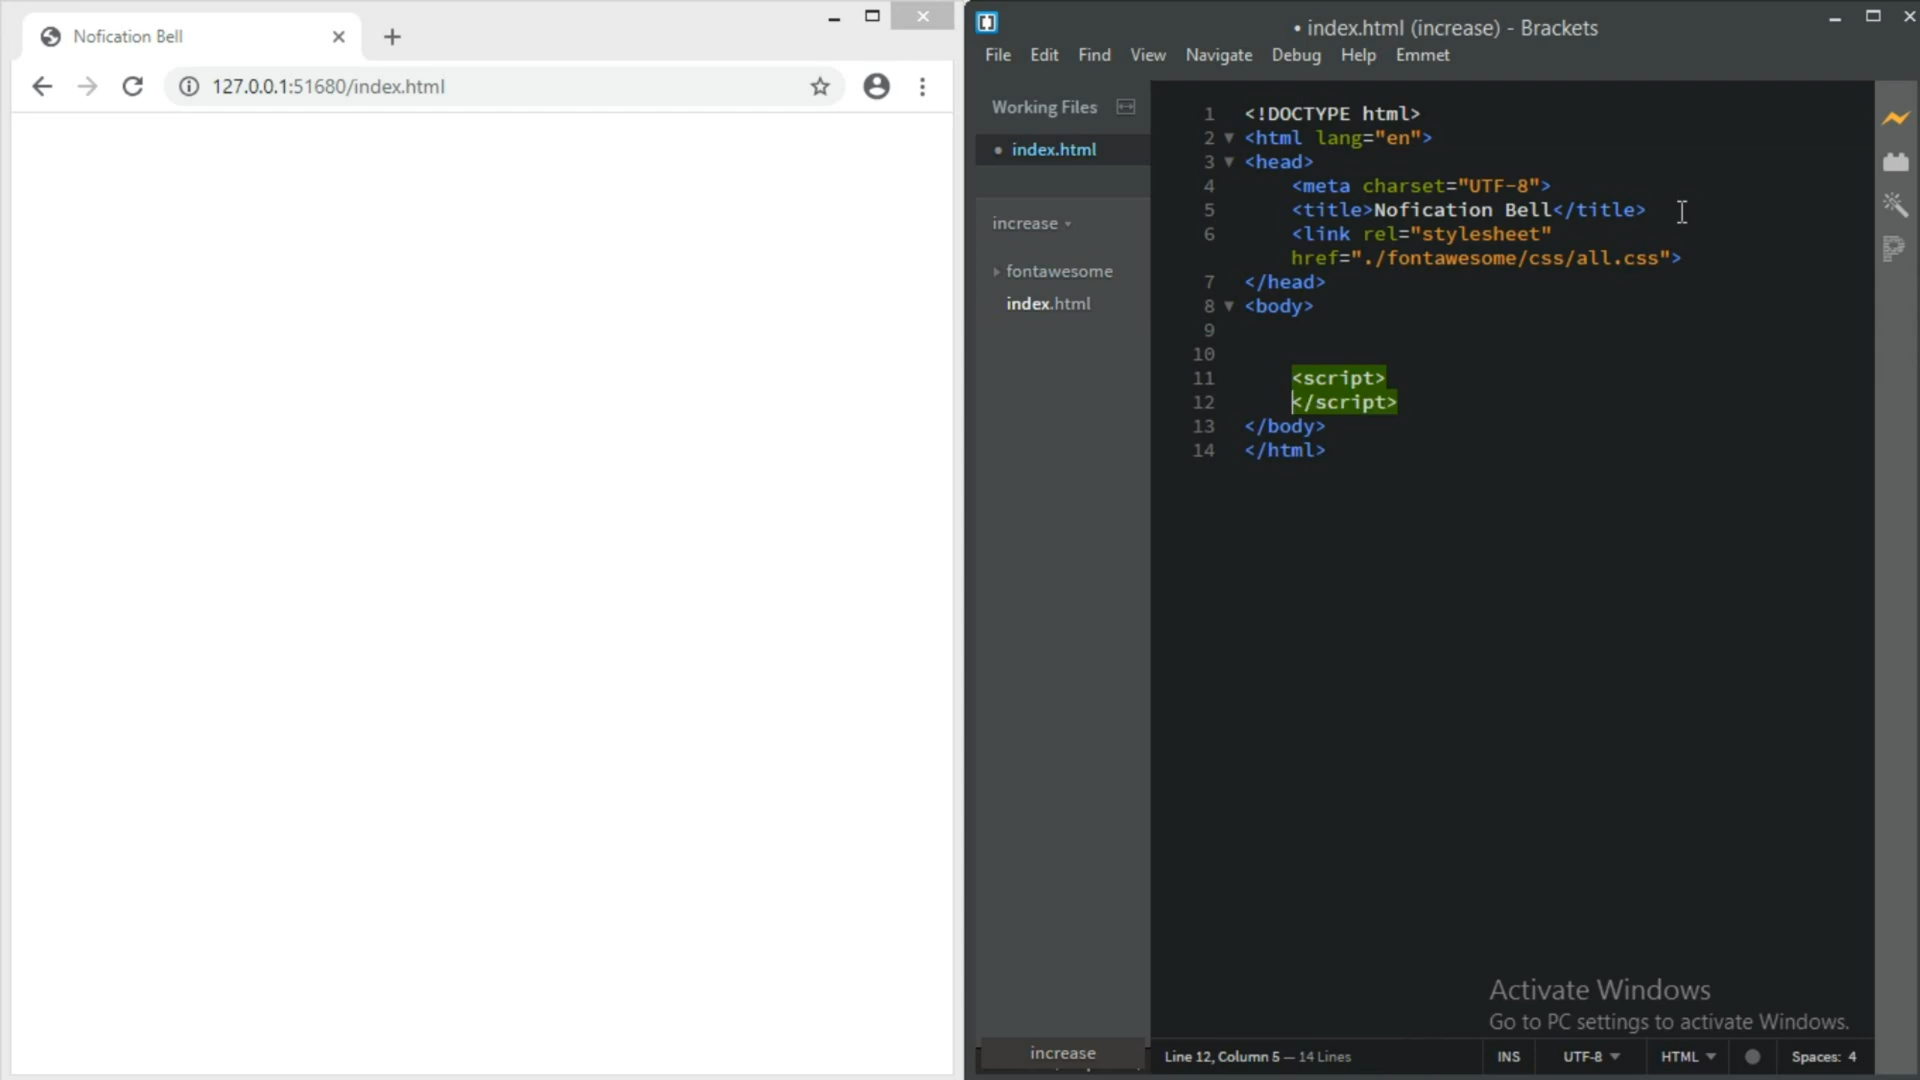 Nofication Bell
127.0.0.1:51680/index.html
• index.html (increase) - Brackets
File Edit Find View Navigate Debug Help Emmet
Working Files
• index.html
increase
fontawesome
index.html
1 <!DOCTYPE html>
2 <html lang="en">
3 <head>
4 <meta charset="UTF-8">
5 <title>Nofication Bell</title>
6 <link rel="stylesheet"
href="./fontawesome/css/all.css">
7 </head>
8 <body>
9
10
11 <script>
12 </script>
13 </body>
14 </html>
Activate Windows
Go to PC settings to activate Windows.
increase
Line 12, Column 5 — 14 Lines
INS UTF-8 HTML Spaces: 4